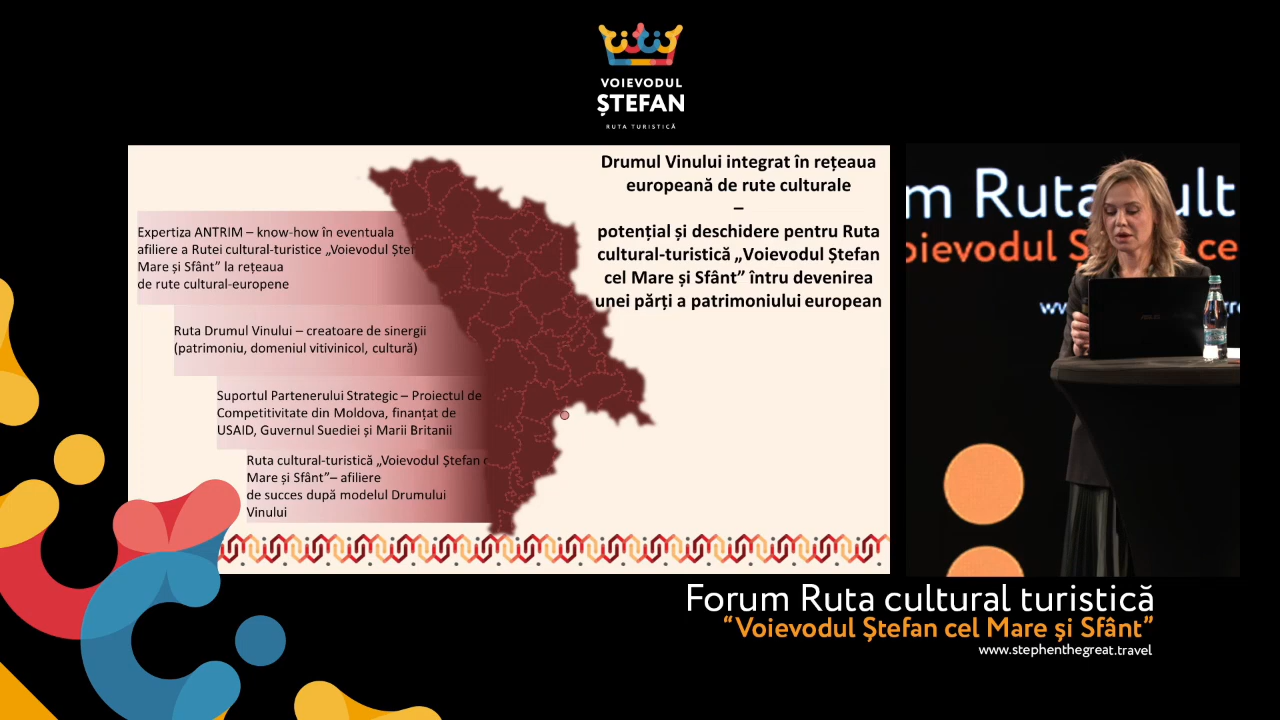 VOIEVODUL
ȘTEFAN
RUTA TURISTICĂ
Drumul Vinului integrat în rețeaua
europeană de rute culturale
–
potențial și deschidere pentru Ruta
cultural-turistică „Voievodul Ștefan
cel Mare și Sfânt” întru devenirea
unei părți a patrimoniului european
Expertiza ANTRIM – know-how în eventuala
afiliere a Rutei cultural-turistice „Voievodul Ștef
Mare și Sfânt” la rețeaua
de rute cultural-europene
Ruta Drumul Vinului – creatoare de sinergii
(patrimoniu, domeniul vitivinicol, cultură)
Suportul Partenerului Strategic – Proiectul de
Competitivitate din Moldova, finanțat de
USAID, Guvernul Suediei și Marii Britanii
Ruta cultural-turistică „Voievodul Ștefan c
Mare și Sfânt”– afiliere
de succes după modelul Drumului
Vinului
m Ruta cult
oievodul S ce
ASUS
Forum Ruta cultural turistică
“Voievodul Ștefan cel Mare și Sfânt”
www.stephenthegreat.travel